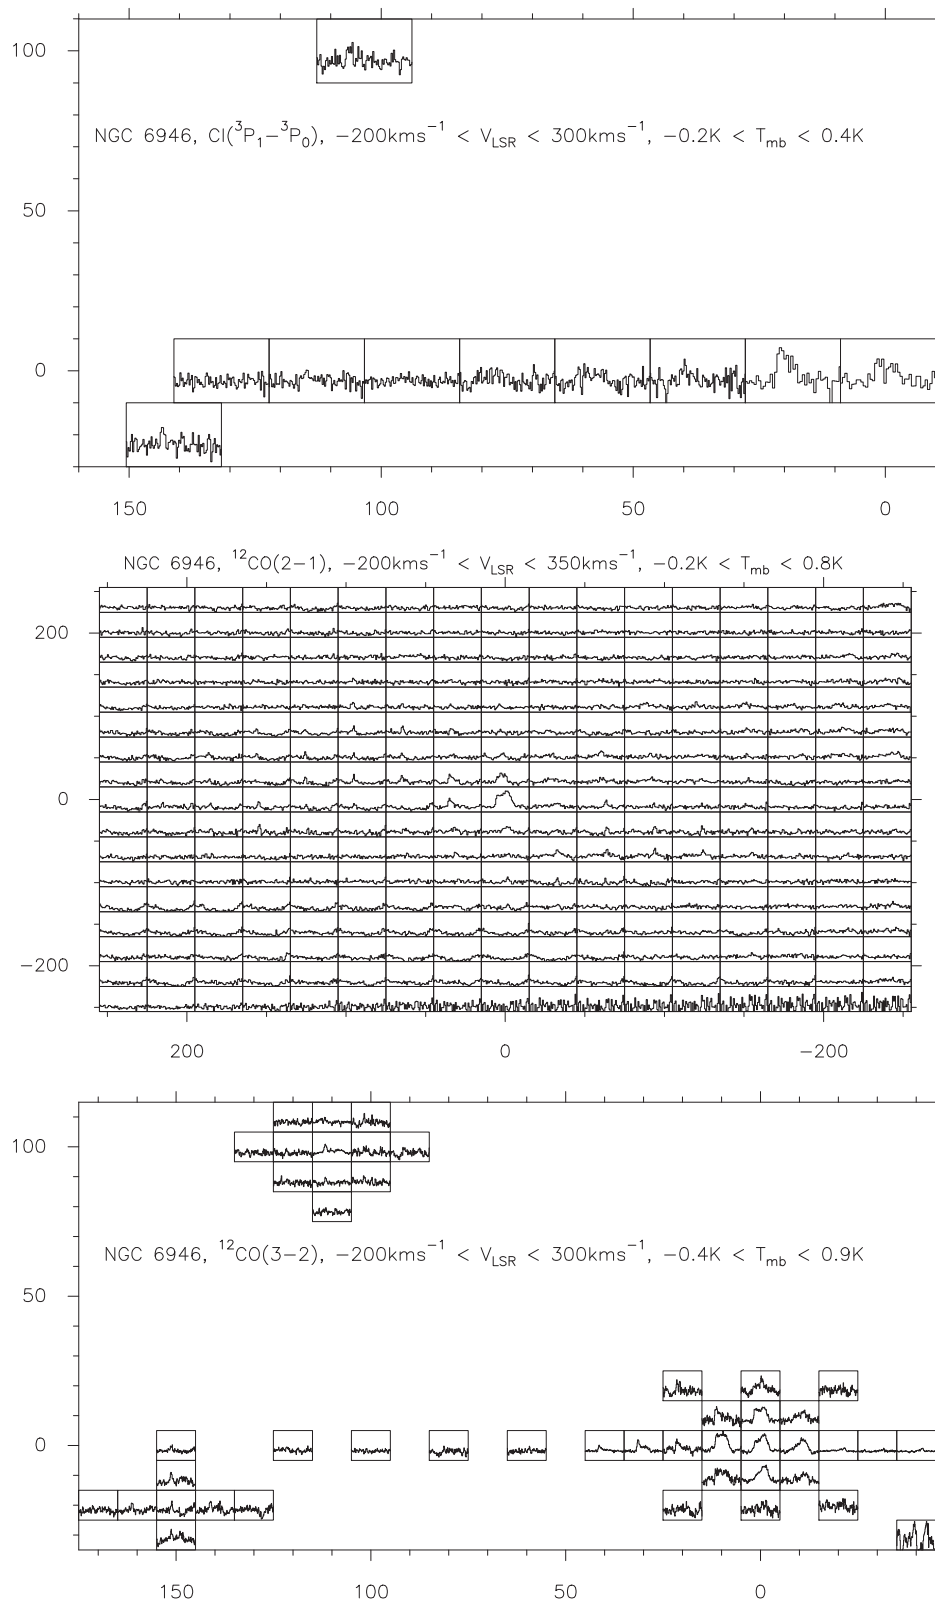 100
NGC 6946, CI(³P₁−³P₀), −200kms⁻¹ < V_LSR < 300kms⁻¹, −0.2K < T_mb < 0.4K
50
0
150 100 50 0
NGC 6946, ¹²CO(2−1), −200kms⁻¹ < V_LSR < 350kms⁻¹, −0.2K < T_mb < 0.8K
200
0
−200
200 0 −200
100
NGC 6946, ¹²CO(3−2), −200kms⁻¹ < V_LSR < 300kms⁻¹, −0.4K < T_mb < 0.9K
50
0
150 100 50 0